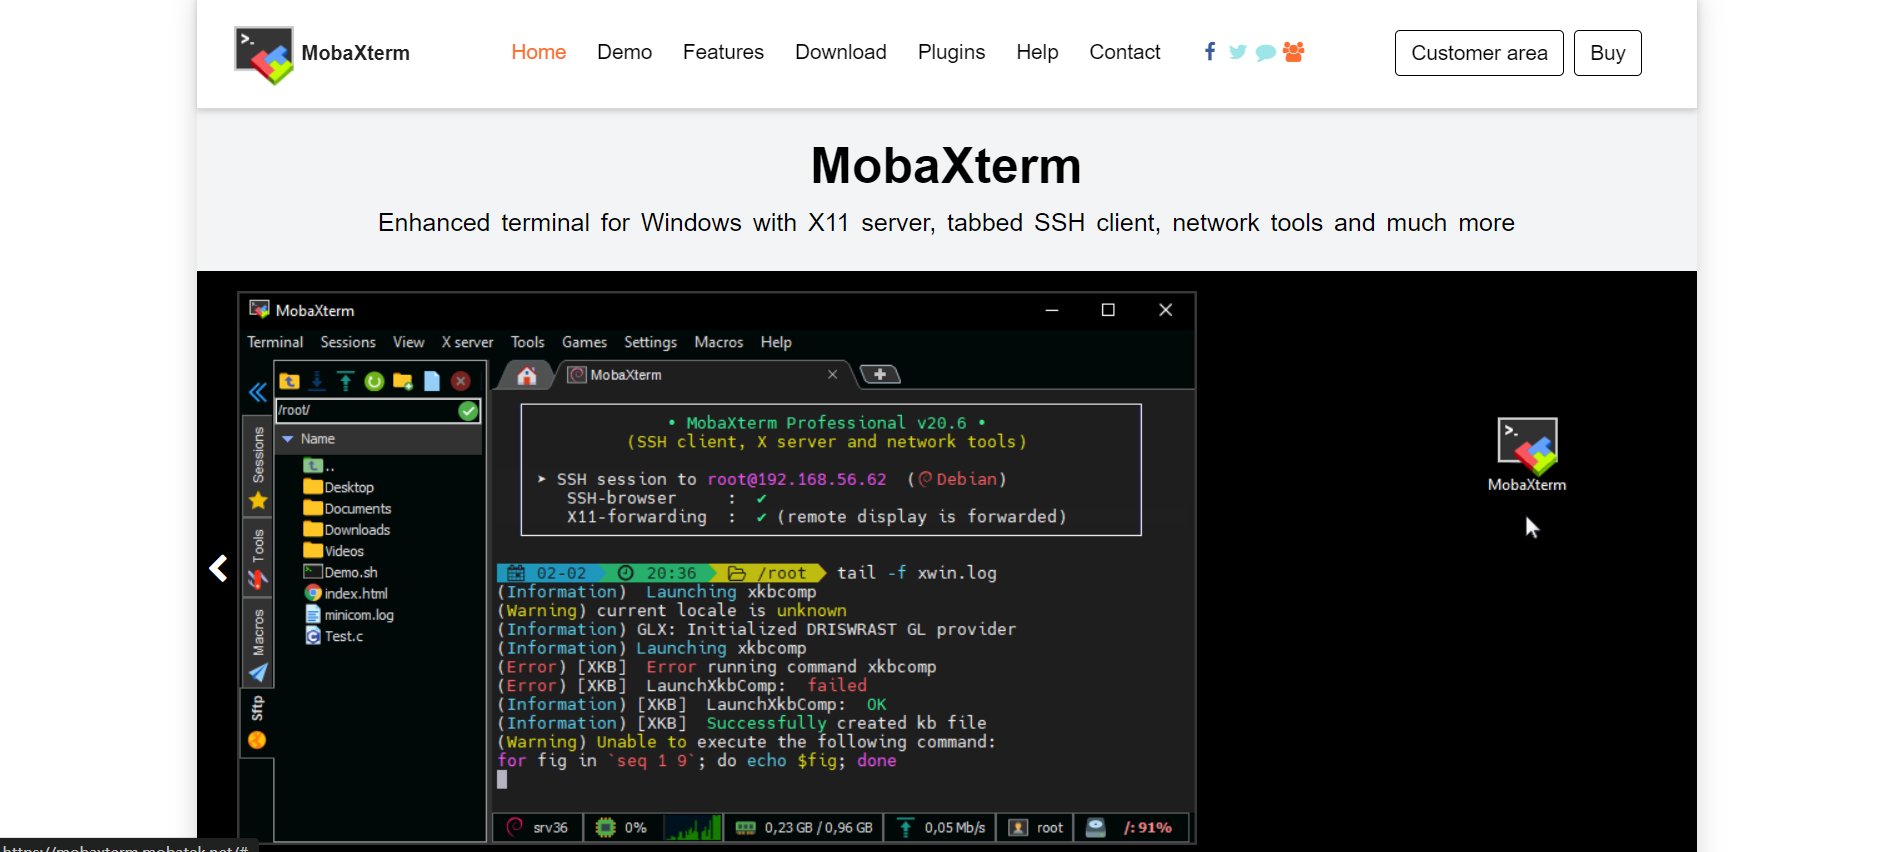 MobaXterm
Home Demo Features Download Plugins Help Contact
Customer area Buy
MobaXterm
Enhanced terminal for Windows with X11 server, tabbed SSH client, network tools and much more
MobaXterm
Terminal Sessions View X server Tools Games Settings Macros Help
MobaXterm
/root/
Name
..
Desktop
Documents
Downloads
Videos
Demo.sh
index.html
minicom.log
Test.c
Sessions
Tools
Macros
Sftp
• MobaXterm Professional v20.6 •
(SSH client, X server and network tools)
➤ SSH session to root@192.168.56.62 (Debian)
SSH-browser : ✔
X11-forwarding : ✔ (remote display is forwarded)
02-02 20:36 /root tail -f xwin.log
(Information) Launching xkbcomp
(Warning) current locale is unknown
(Information) GLX: Initialized DRISWRAST GL provider
(Information) Launching xkbcomp
(Error) [XKB] Error running command xkbcomp
(Error) [XKB] LaunchXkbComp: failed
(Information) [XKB] LaunchXkbComp: OK
(Information) [XKB] Successfully created kb file
(Warning) Unable to execute the following command:
for fig in `seq 1 9`; do echo $fig; done
srv36 0% 0,23 GB / 0,96 GB 0,05 Mb/s root /: 91%
MobaXterm
https://mobaxterm.mobatek.net/#